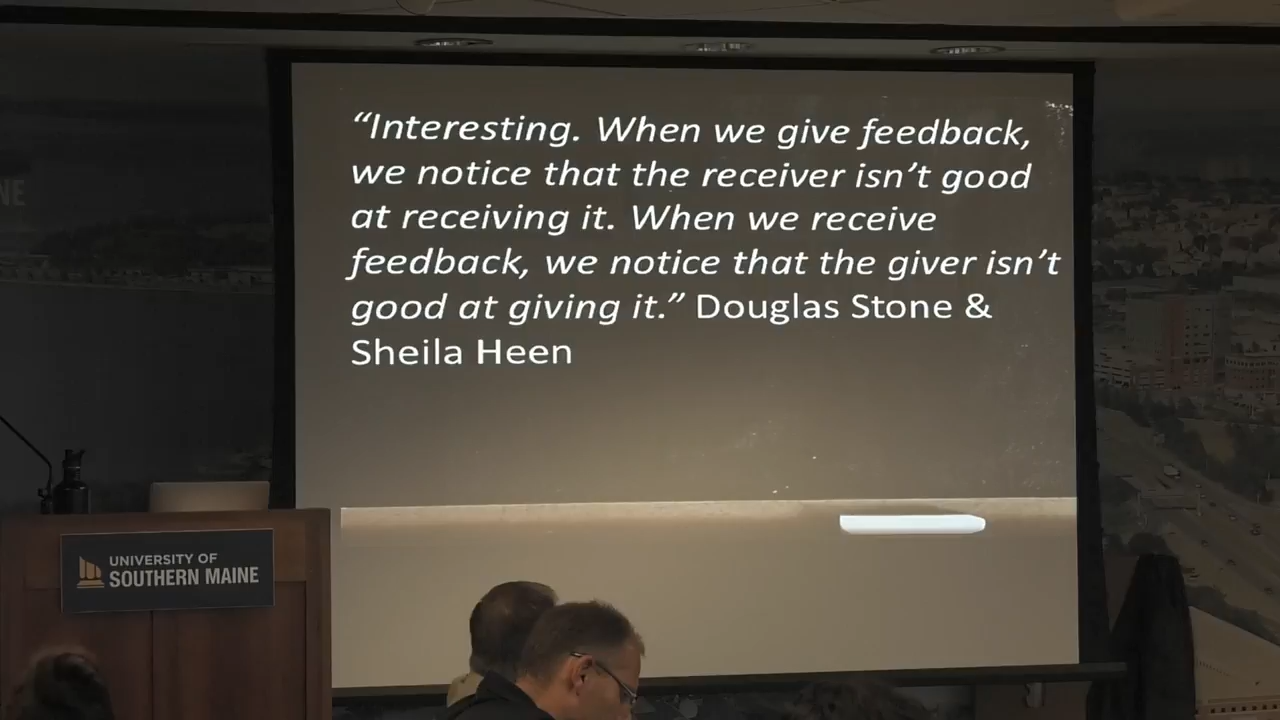 “Interesting. When we give feedback,
we notice that the receiver isn’t good
at receiving it. When we receive
feedback, we notice that the giver isn’t
good at giving it.” Douglas Stone &
Sheila Heen
NE
UNIVERSITY OF
SOUTHERN MAINE